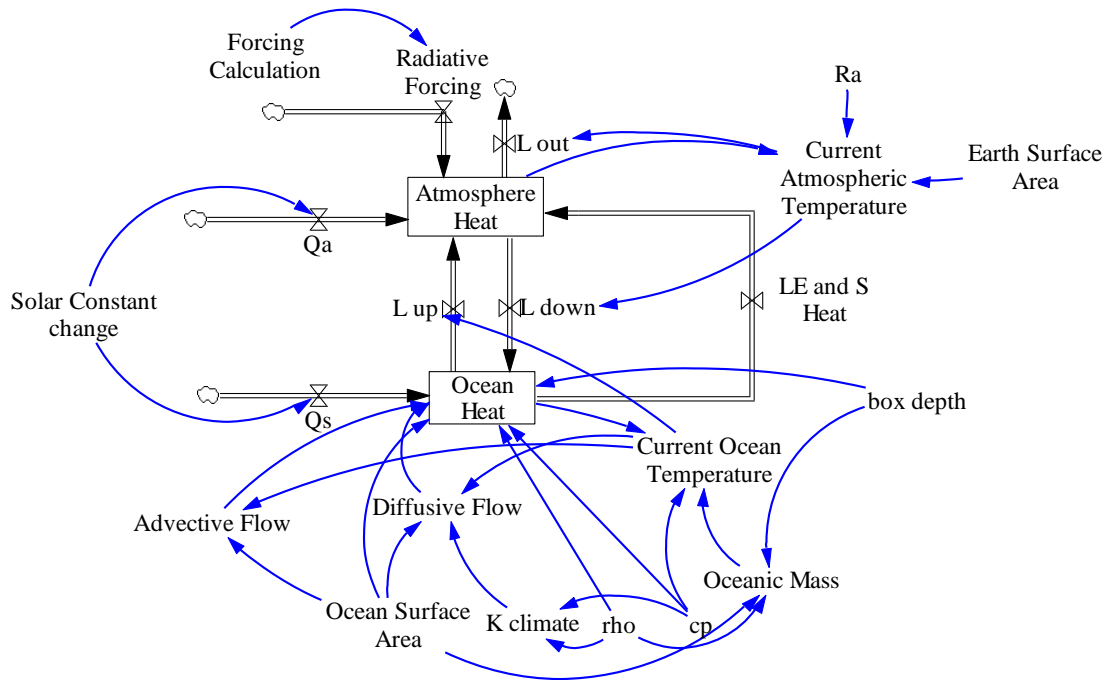 Forcing
Calculation
Radiative
Forcing
Ra
L out
Current
Atmospheric
Temperature
Earth Surface
Area
Atmosphere
Heat
Qa
Solar Constant
change
L up
L down
LE and S
Heat
Ocean
Heat
Qs
box depth
Current Ocean
Temperature
Diffusive Flow
Advective Flow
Oceanic Mass
Ocean Surface
Area
K climate
rho
cp